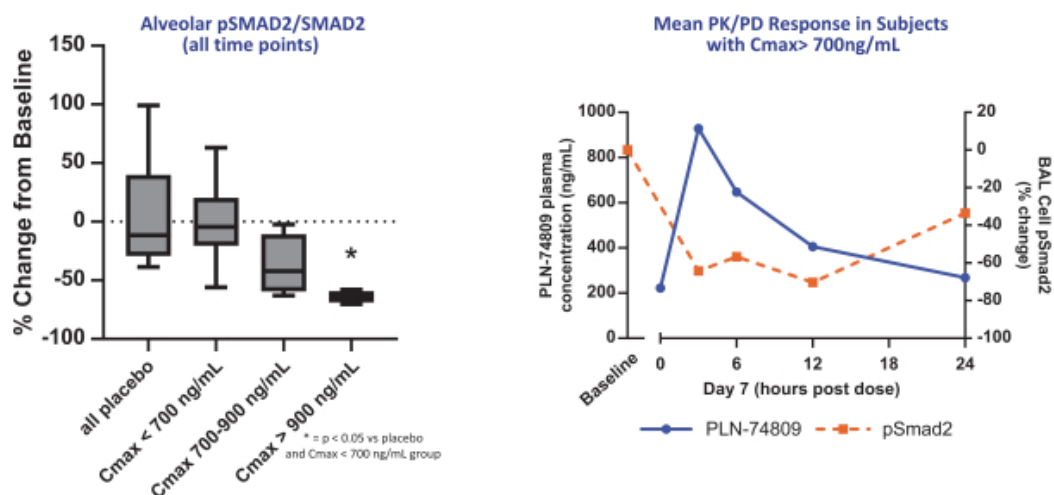 Alveolar pSMAD2/SMAD2
(all time points)
% Change from Baseline
150
100
50
0
-50
-100
*
all placebo
Cmax < 700 ng/mL
Cmax 700-900 ng/mL
Cmax > 900 ng/mL
* = p < 0.05 vs placebo
and Cmax < 700 ng/mL group
Mean PK/PD Response in Subjects
with Cmax> 700ng/mL
PLN-74809 plasma
concentration (ng/mL)
1000
800
600
400
200
0
20
0
-20
-40
-60
-80
-100
BAL Cell pSmad2
(% change)
Baseline
0
6
12
18
24
Day 7 (hours post dose)
PLN-74809
pSmad2